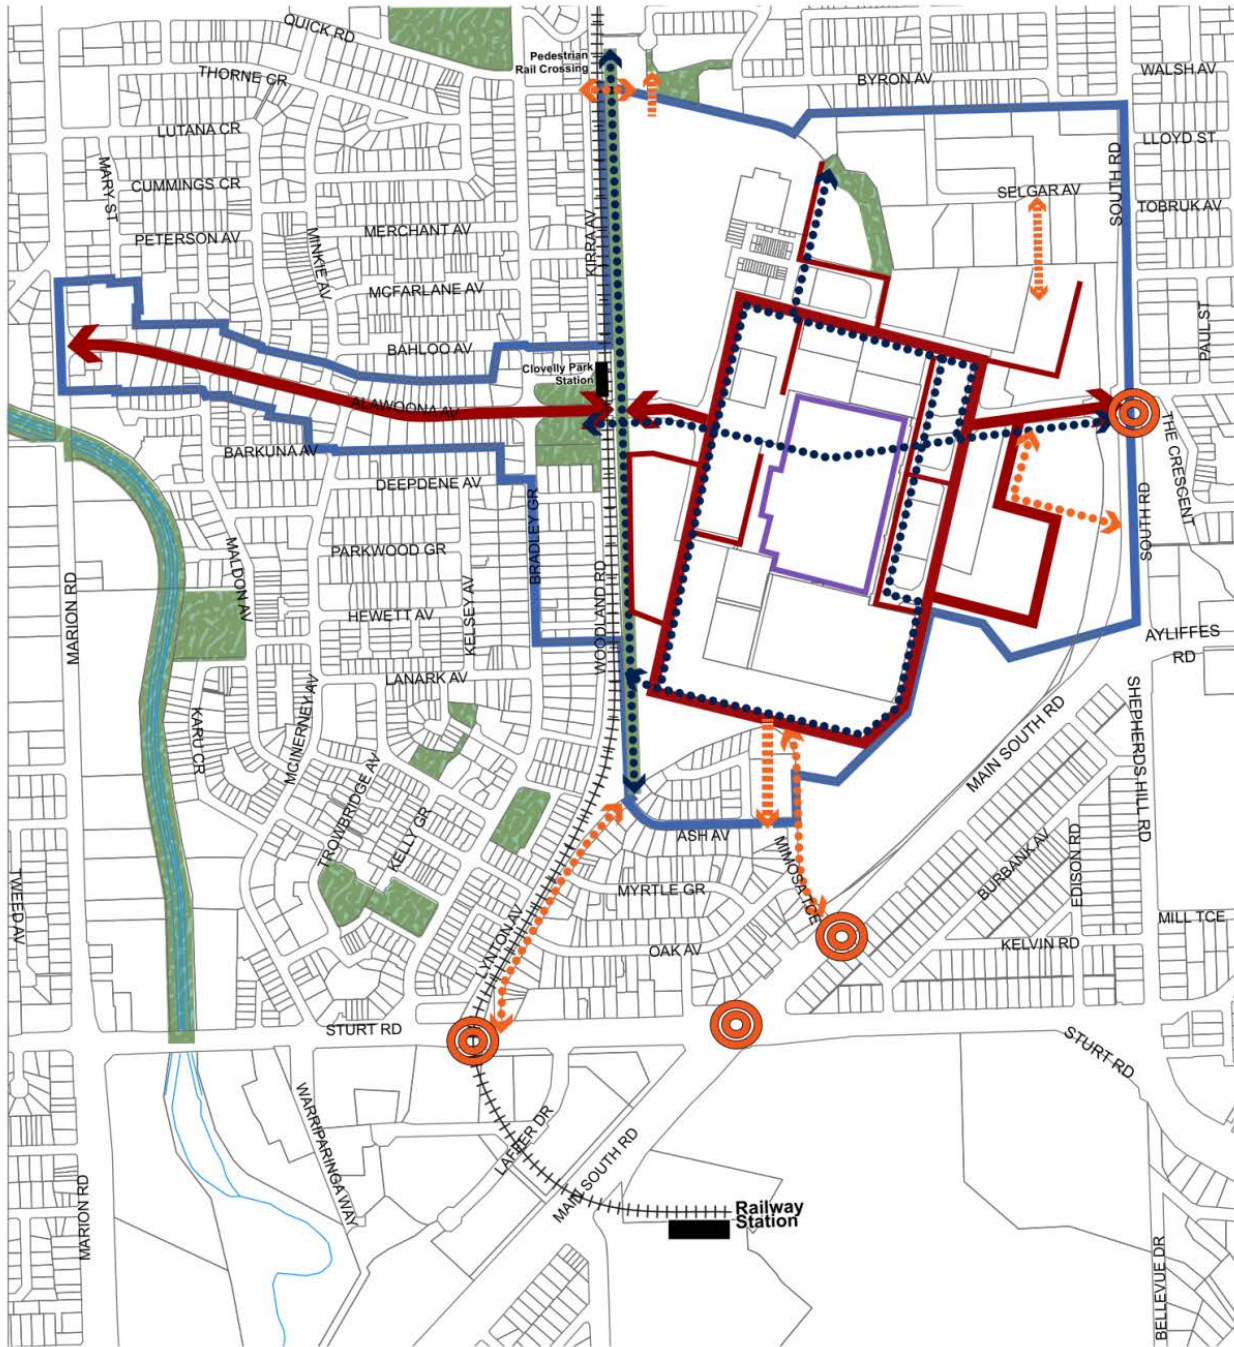 QUICK RD
Pedestrian
Rail Crossing
THORNE CR
BYRON AV
WALSH AV
LUTANA CR
LLOYD ST
MARY ST
CUMMINGS CR
SELGAR AV
SOUTH RD
TOBRUK AV
PETERSON AV
MINKIE AV
MERCHANT AV
KIRRA AV
MCFARLANE AV
PAUL ST
BAHLOO AV
Clovelly Park
Station
ALAWOONA AV
BARKUNA AV
THE CRESCENT
DEEPDENE AV
BRADLEY GR
SOUTH RD
PARKWOOD GR
MALDON AV
MARION RD
HEWETT AV
KELSEY AV
WOODLAND RD
AYLIFFES
RD
LANARK AV
KARU CR
MCINERNEY AV
SHEPHERDS HILL RD
MAIN SOUTH RD
TROWBRIDGE AV
KELLY GR
ASH AV
MIMOSA TCE
BURBANK AV
EDISON RD
TWEED AV
MYRTLE GR
MILL TCE
LYNTON AV
OAK AV
KELVIN RD
STURT RD
STURT RD
WARRIPARINGA WAY
LAFFER DR
MAIN SOUTH RD
MARION RD
Railway
Station
BELLEVUE DR